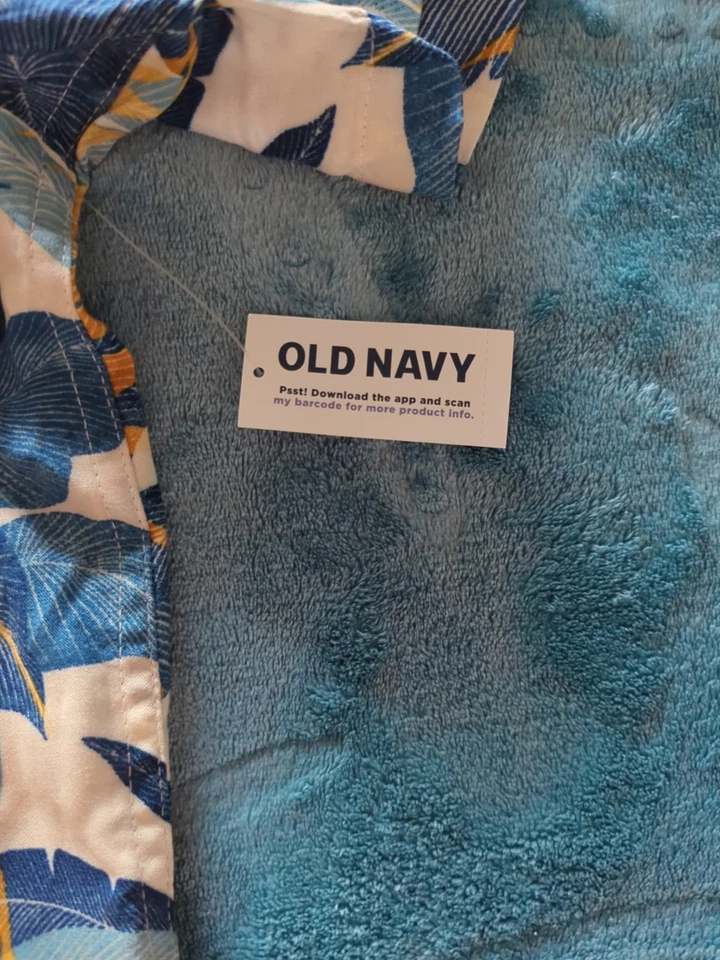 OLD NAVY
Psst! Download the app and scan
my barcode for more product info.